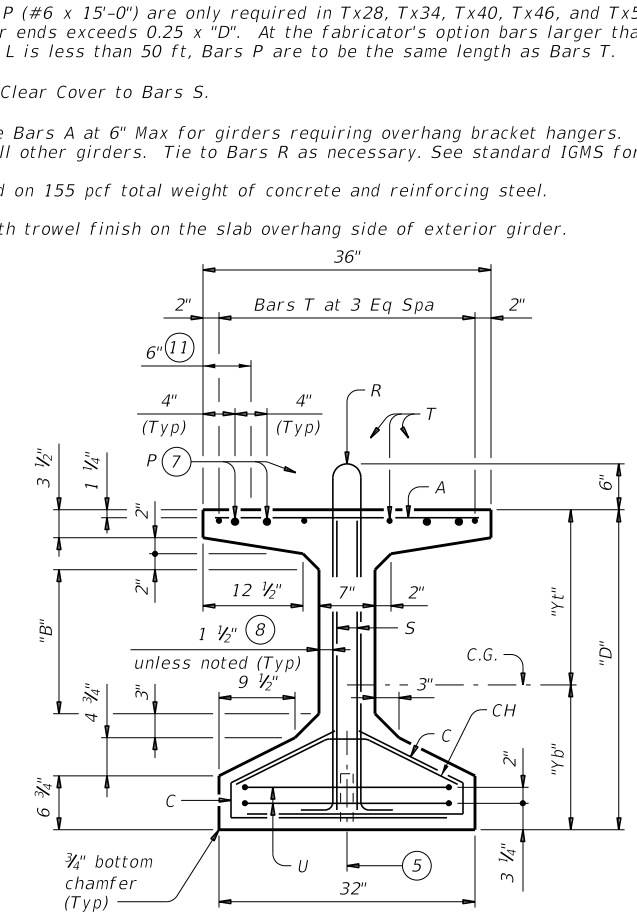 P (#6 x 15'-0") are only required in Tx28, Tx34, Tx40, Tx46, and
r ends exceeds 0.25 x "D". At the fabricator's option bars larger
L is less than 50 ft, Bars P are to be the same length as Bars T.
Clear Cover to Bars S.
Bars A at 6" Max for girders requiring overhang bracket hangers.
ll other girders. Tie to Bars R as necessary. See standard IGMS for
d on 155 pcf total weight of concrete and reinforcing steel.
th trowel finish on the slab overhang side of exterior girder.
36"
2" Bars T at 3 Eq Spa 2"
6" 11
4" (Typ)
4" (Typ)
R
T
P 7
3 ½"
1 ¼"
2"
A
6"
2"
12 ½"
7"
2"
"B"
"Yt"
"D"
1 ½" 8
unless noted (Typ)
S
C.G.
9 ½"
3"
3"
4 ¾"
CH
C
"Yb"
2"
6 ¾"
C
U
5
3 ¼"
¾" bottom
chamfer
(Typ)
32"